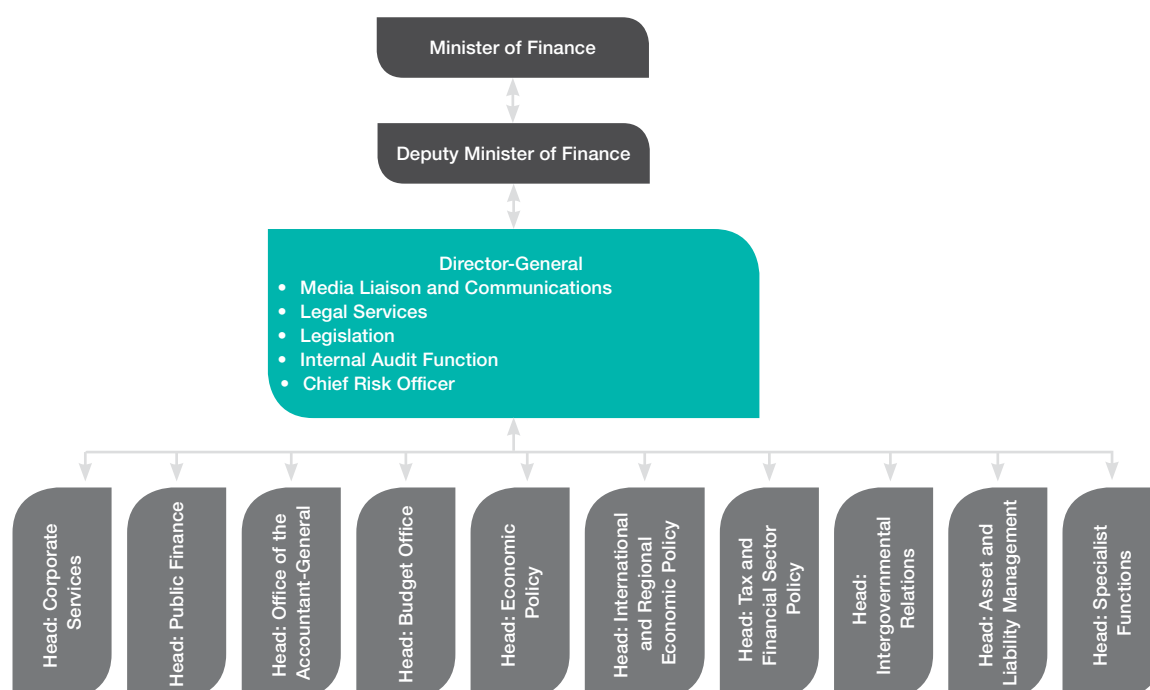 Minister of Finance
Deputy Minister of Finance
Director-General
• Media Liaison and Communications
• Legal Services
• Legislation
• Internal Audit Function
• Chief Risk Officer
Head: Corporate
Services
Head: Public Finance
Head: Office of the
Accountant-General
Head: Budget Office
Head: Economic
Policy
Head: International
and Regional
Economic Policy
Head: Tax and
Financial Sector
Policy
Head:
Intergovernmental
Relations
Head: Asset and
Liability Management
Head: Specialist
Functions